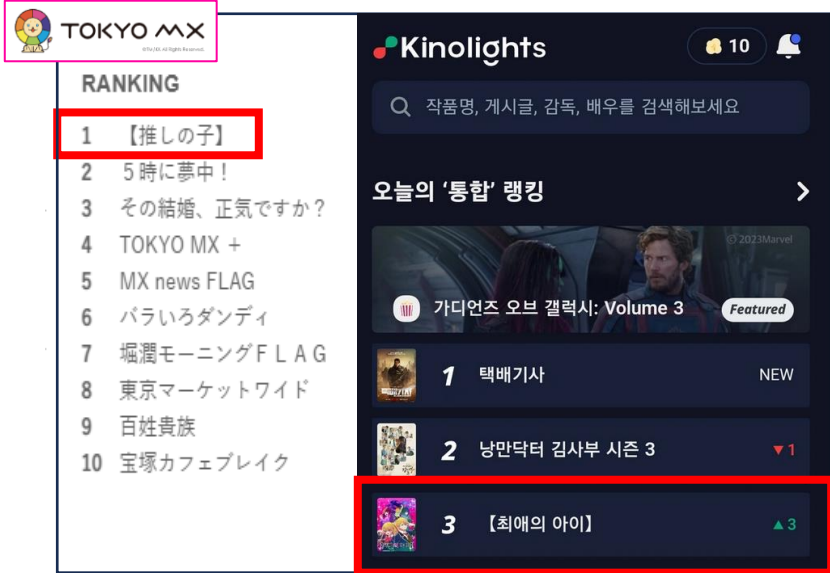 TOKYO MX
©TM,MX All Rights Reserved.
RANKING
1 【推しの子】
2 5時に夢中！
3 その結婚、正気ですか？
4 TOKYO MX +
5 MX news FLAG
6 バラいろダンディ
7 堀潤モーニングＦＬＡＧ
8 東京マーケットワイド
9 百姓貴族
10 宝塚カフェブレイク
Kinolights
10
작품명, 게시글, 감독, 배우를 검색해보세요
오늘의 ‘통합’ 랭킹
© 2023Marvel
가디언즈 오브 갤럭시: Volume 3
Featured
1 택배기사 NEW
2 낭만닥터 김사부 시즌 3 ▼1
3 【최애의 아이】 ▲3